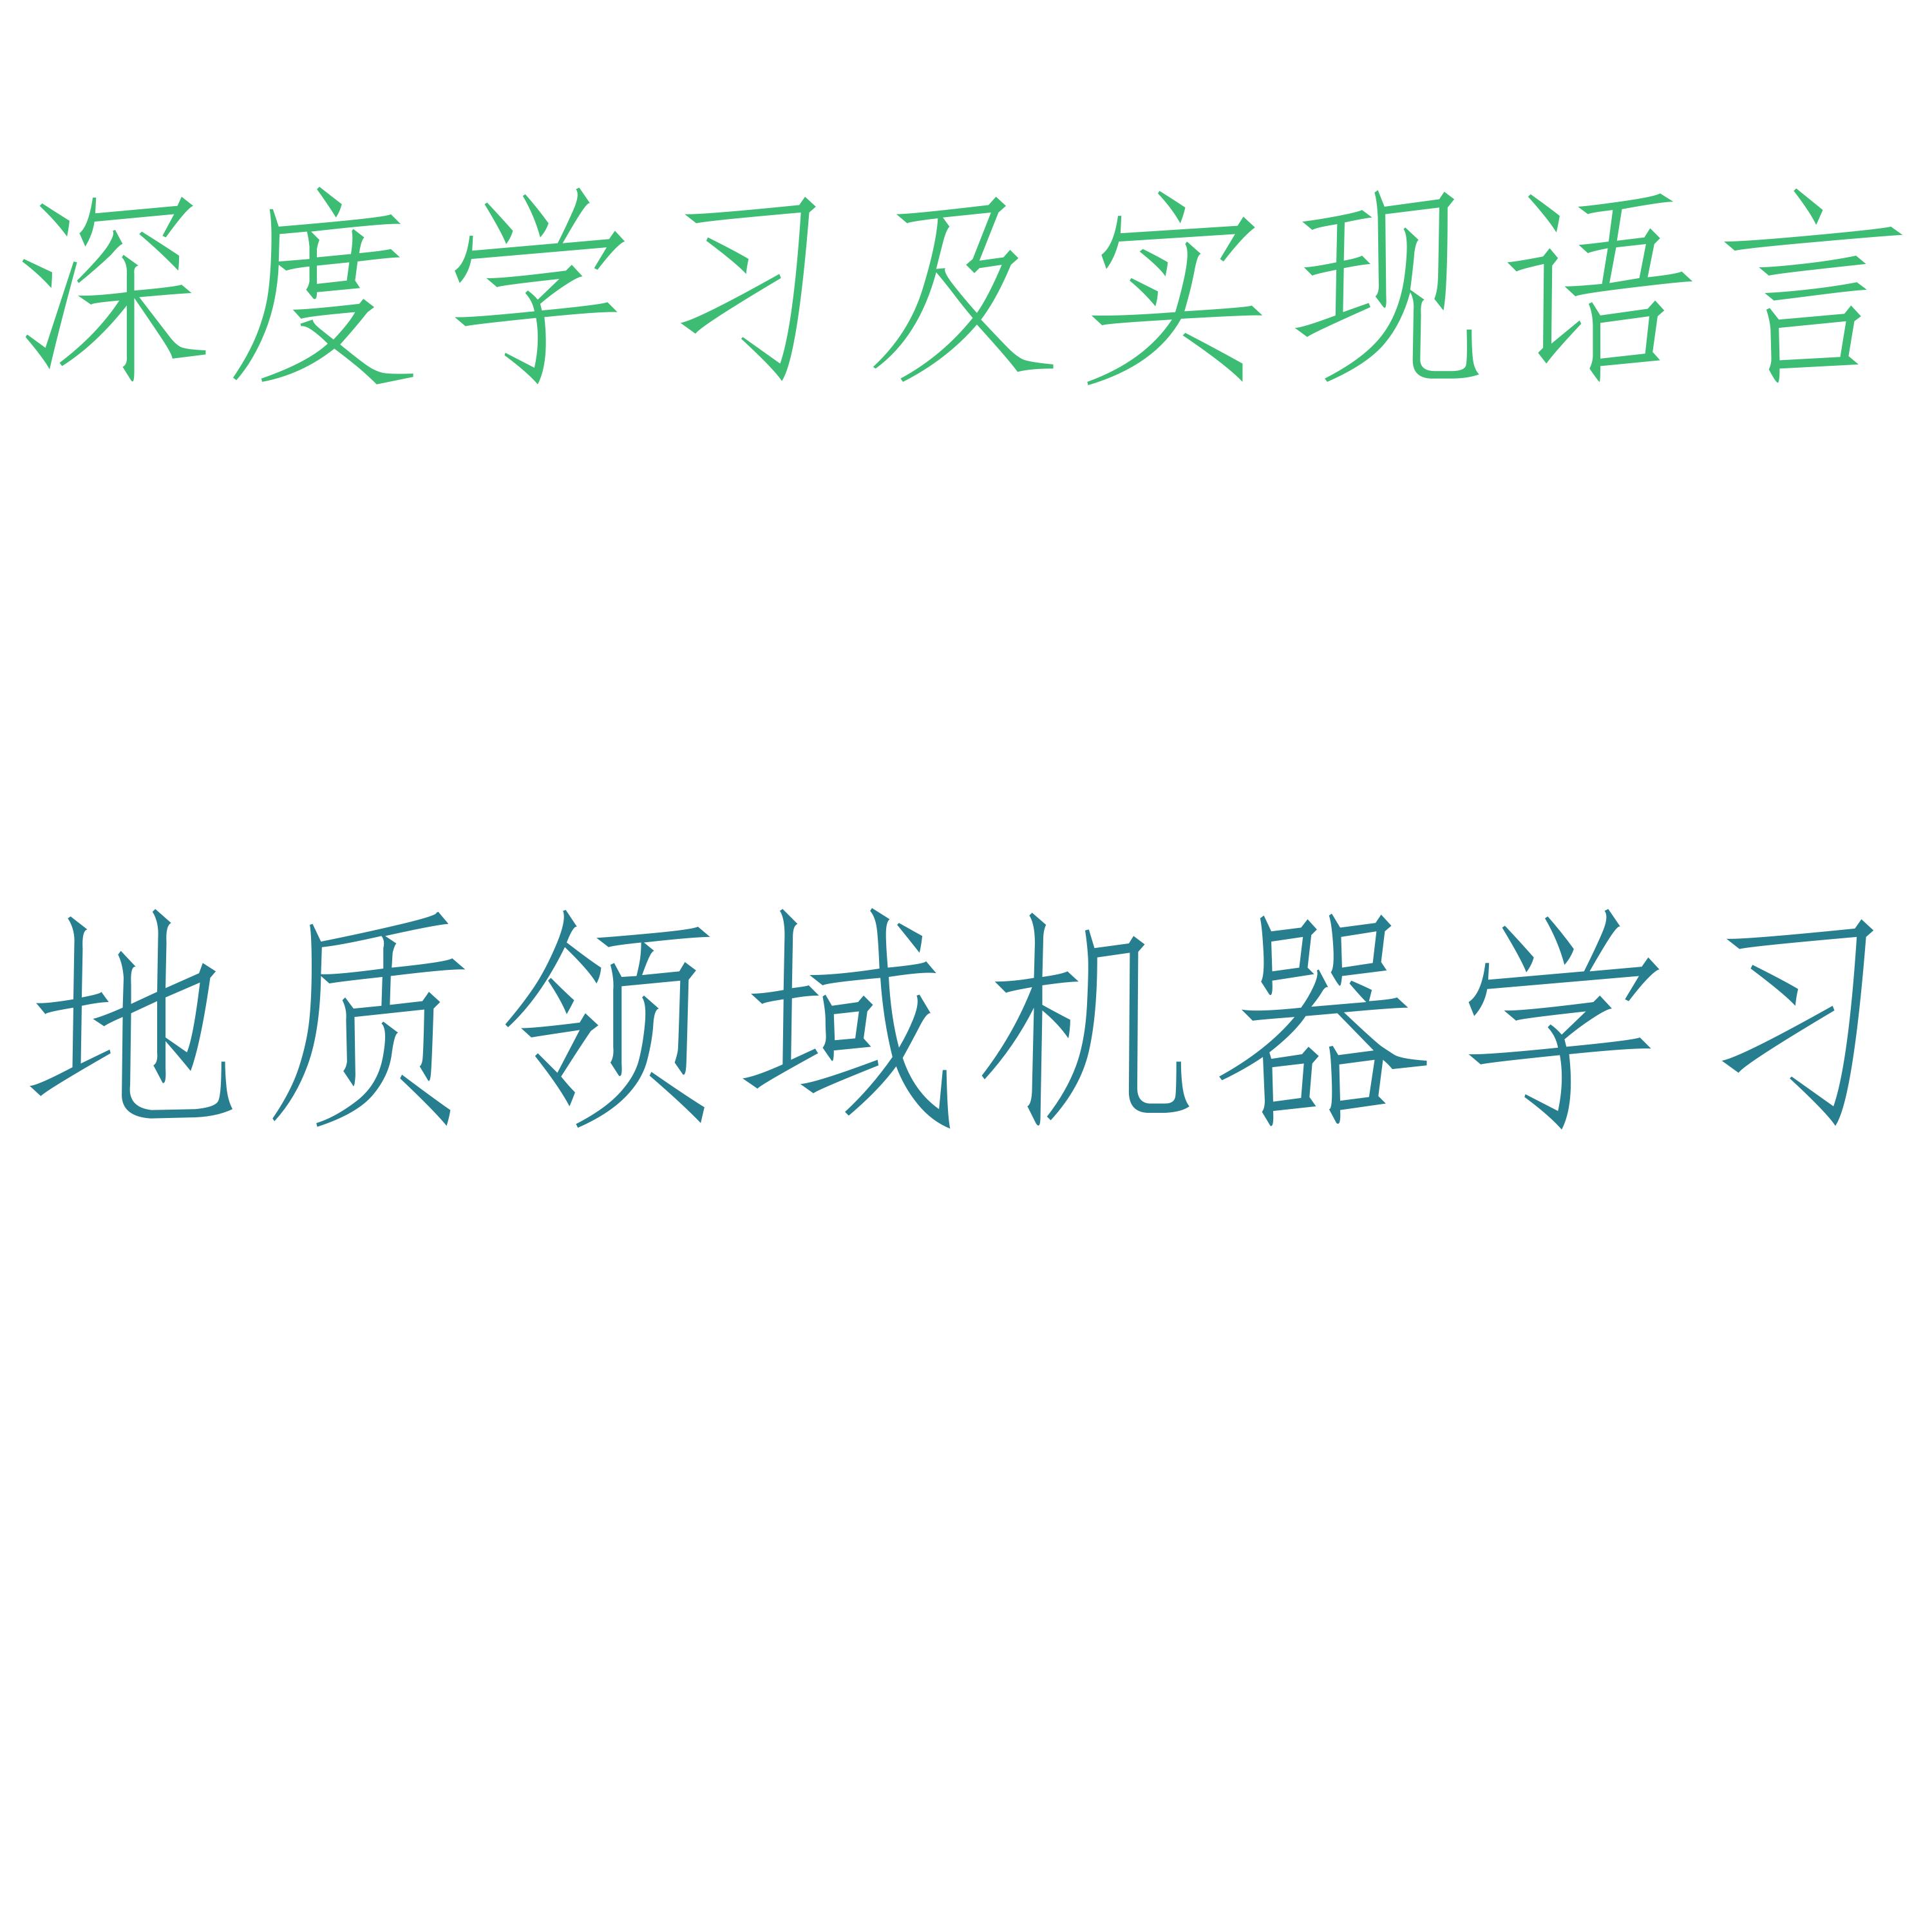 深度学习及实现语言
地质领域机器学习